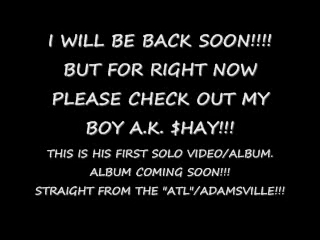 I WILL BE BACK SOON!!!!
BUT FOR RIGHT NOW
PLEASE CHECK OUT MY
BOY A.K. $HAY!!!
THIS IS HIS FIRST SOLO VIDEO/ALBUM.
ALBUM COMING SOON!!!
STRAIGHT FROM THE "ATL"/ADAMSVILLE!!!